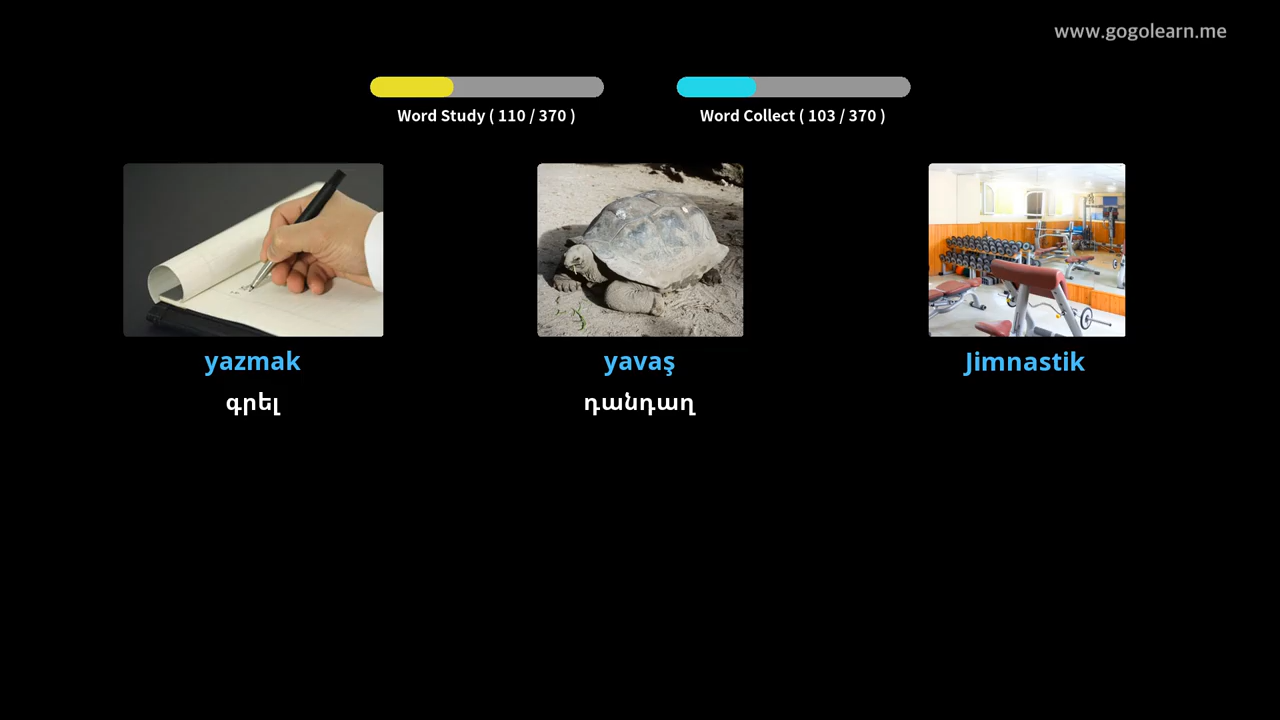 www.gogolearn.me
Word Study ( 110 / 370 )
Word Collect ( 103 / 370 )
yazmak
գրել
yavaş
դանդաղ
Jimnastik